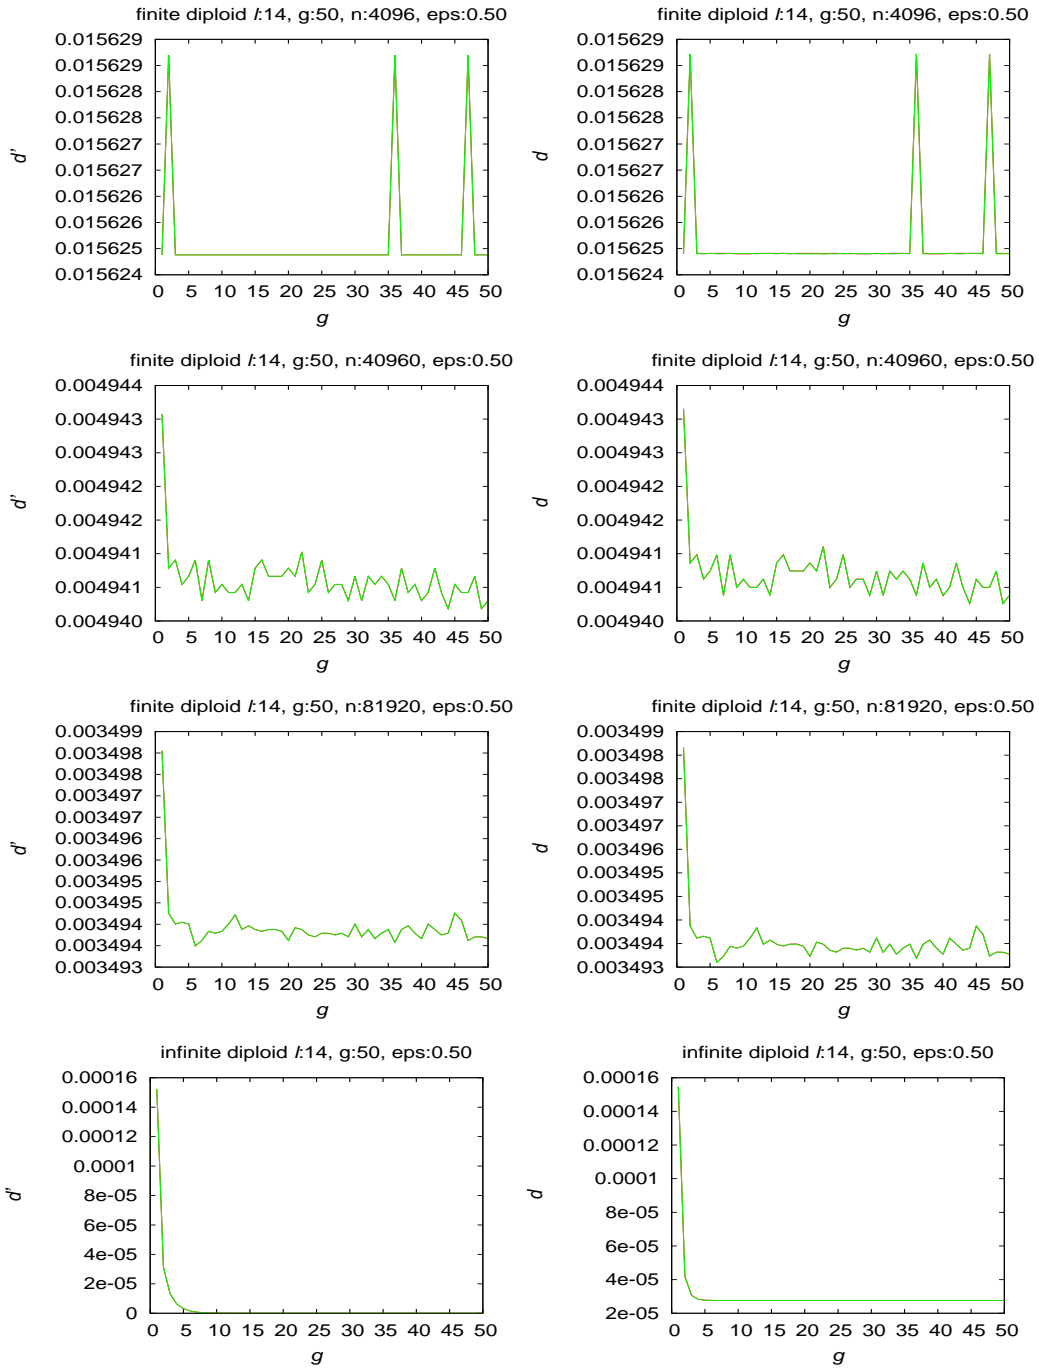 finite diploid l:14, g:50, n:4096, eps:0.50
0.015629
0.015629
0.015628
0.015628
0.015627
0.015627
0.015626
0.015626
0.015625
0.015624
d'
0 5 10 15 20 25 30 35 40 45 50
g
finite diploid l:14, g:50, n:4096, eps:0.50
0.015629
0.015629
0.015628
0.015628
0.015627
0.015627
0.015626
0.015626
0.015625
0.015624
d
0 5 10 15 20 25 30 35 40 45 50
g
finite diploid l:14, g:50, n:40960, eps:0.50
0.004944
0.004943
0.004943
0.004942
0.004942
0.004941
0.004941
0.004940
d'
0 5 10 15 20 25 30 35 40 45 50
g
finite diploid l:14, g:50, n:40960, eps:0.50
0.004944
0.004943
0.004943
0.004942
0.004942
0.004941
0.004941
0.004940
d
0 5 10 15 20 25 30 35 40 45 50
g
finite diploid l:14, g:50, n:81920, eps:0.50
0.003499
0.003498
0.003498
0.003497
0.003497
0.003496
0.003496
0.003495
0.003495
0.003494
0.003494
0.003493
d'
0 5 10 15 20 25 30 35 40 45 50
g
finite diploid l:14, g:50, n:81920, eps:0.50
0.003499
0.003498
0.003498
0.003497
0.003497
0.003496
0.003495
0.003495
0.003494
0.003494
0.003493
d
0 5 10 15 20 25 30 35 40 45 50
g
infinite diploid l:14, g:50, eps:0.50
0.00016
0.00014
0.00012
0.0001
8e-05
6e-05
4e-05
2e-05
0
d'
0 5 10 15 20 25 30 35 40 45 50
g
infinite diploid l:14, g:50, eps:0.50
0.00016
0.00014
0.00012
0.0001
8e-05
6e-05
4e-05
2e-05
d
0 5 10 15 20 25 30 35 40 45 50
g